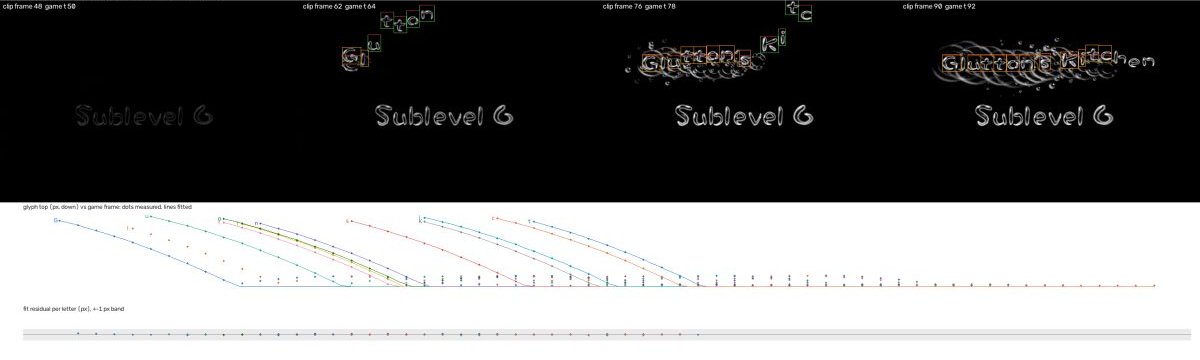 clip frame 48 game t 50
clip frame 62 game t 64
clip frame 76 game t 78
clip frame 90 game t 92
G l
u
t t o n
Glutton's
K i
t c
Glutton's Kitchen
Sublevel 6
Sublevel 6
Sublevel 6
Sublevel 6
glyph top (px, down) vs game frame: dots measured, lines fitted
fit residual per letter (px), +-1 px band